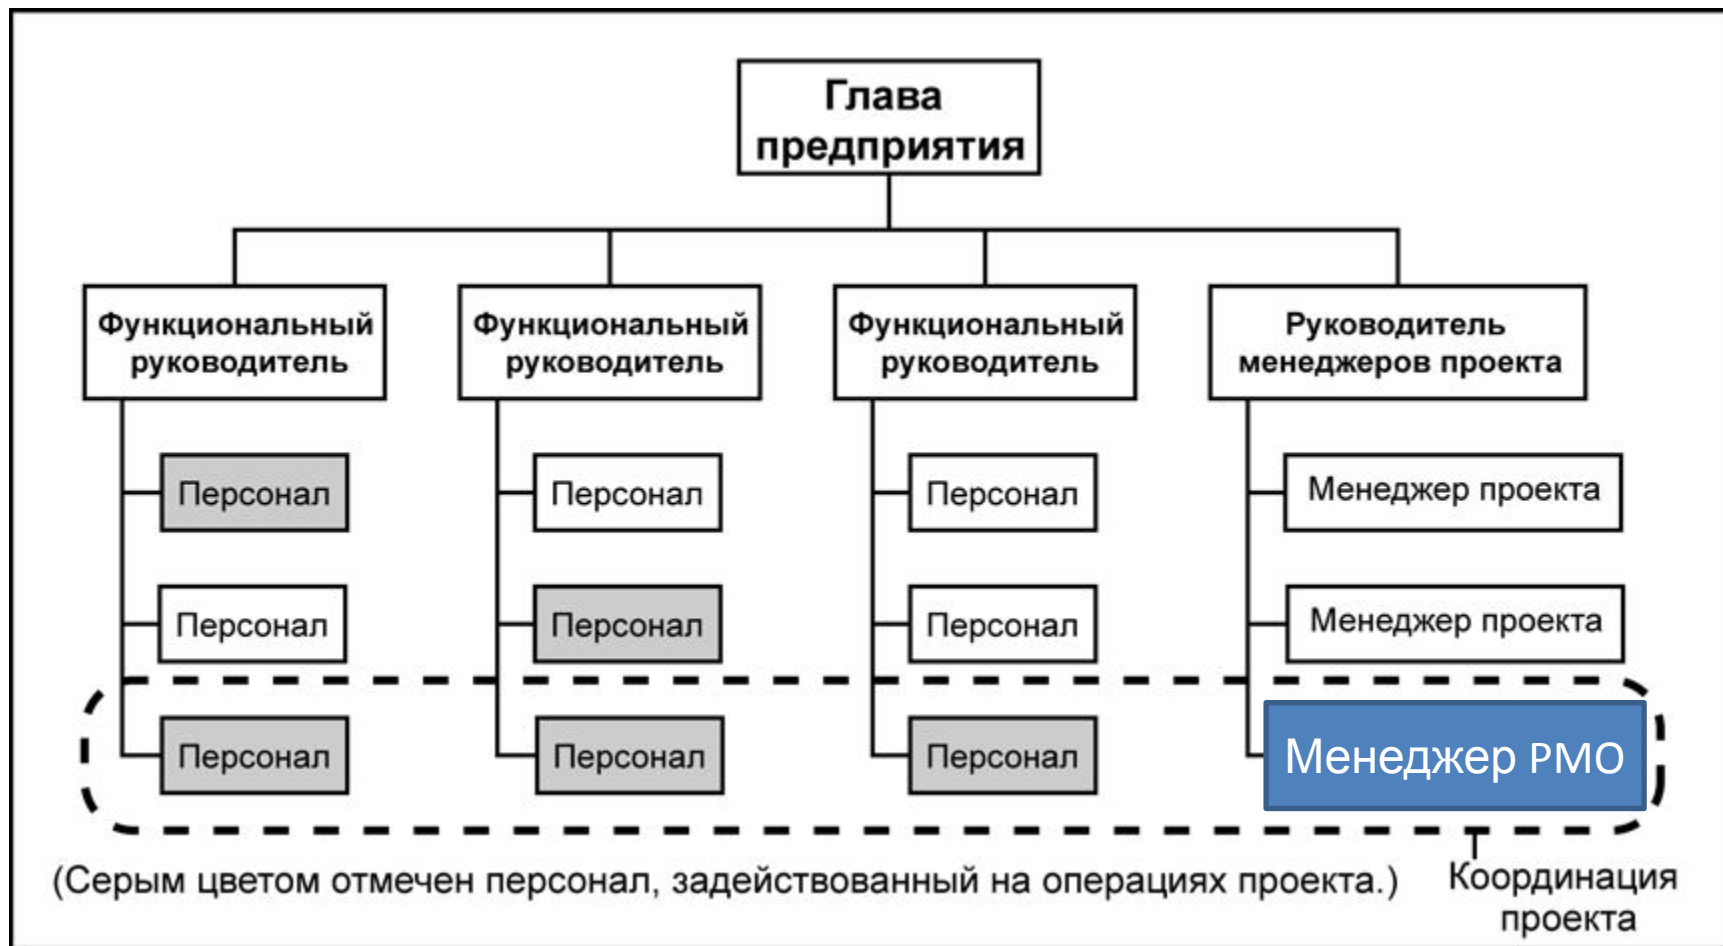 Глава
предприятия
Функциональный
руководитель
Функциональный
руководитель
Функциональный
руководитель
Руководитель
менеджеров проекта
Персонал
Персонал
Персонал
Менеджер проекта
Персонал
Персонал
Персонал
Менеджер проекта
Персонал
Персонал
Персонал
Менеджер РМО
(Серым цветом отмечен персонал, задействованный на операциях проекта.)
Координация
проекта